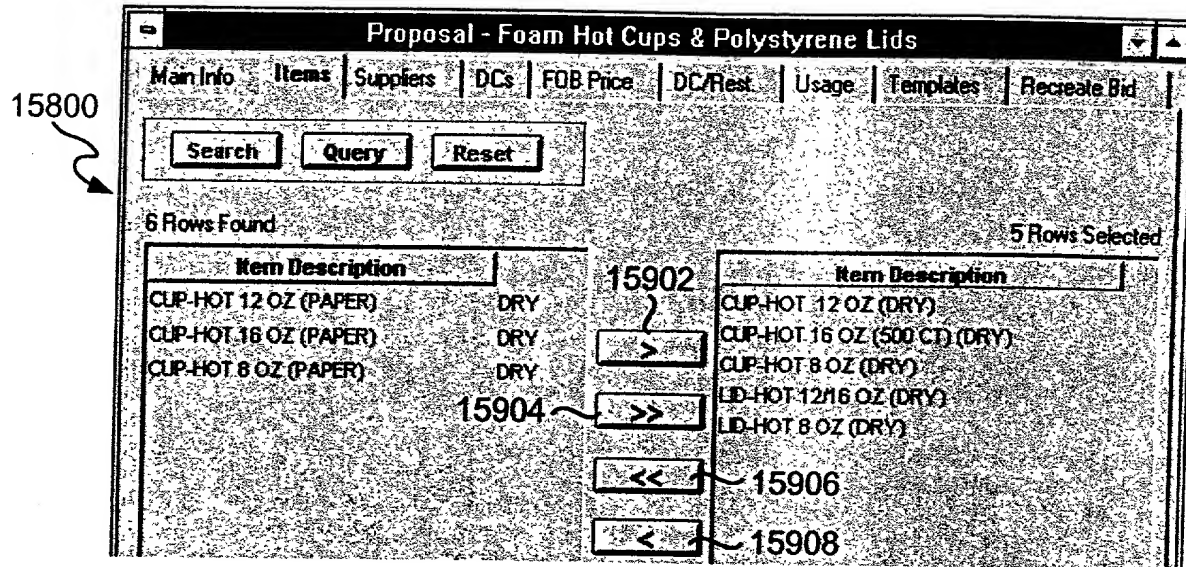 Proposal - Foam Hot Cups & Polystyrene Lids
Main Info Items Suppliers DCs FOB Price DC/Rest. Usage Templates Recreate Bid
15800
Search Query Reset
6 Rows Found
5 Rows Selected
Item Description
CUP-HOT 12 OZ (PAPER) DRY
CUP-HOT 16 OZ (PAPER) DRY
CUP-HOT 8 OZ (PAPER) DRY
15902
>
15904
>>
<<
15906
<
15908
Item Description
CUP-HOT 12 OZ (DRY)
CUP-HOT 16 OZ (500 CT) (DRY)
CUP-HOT 8 OZ (DRY)
LID-HOT 12/16 OZ (DRY)
LID-HOT 8 OZ (DRY)